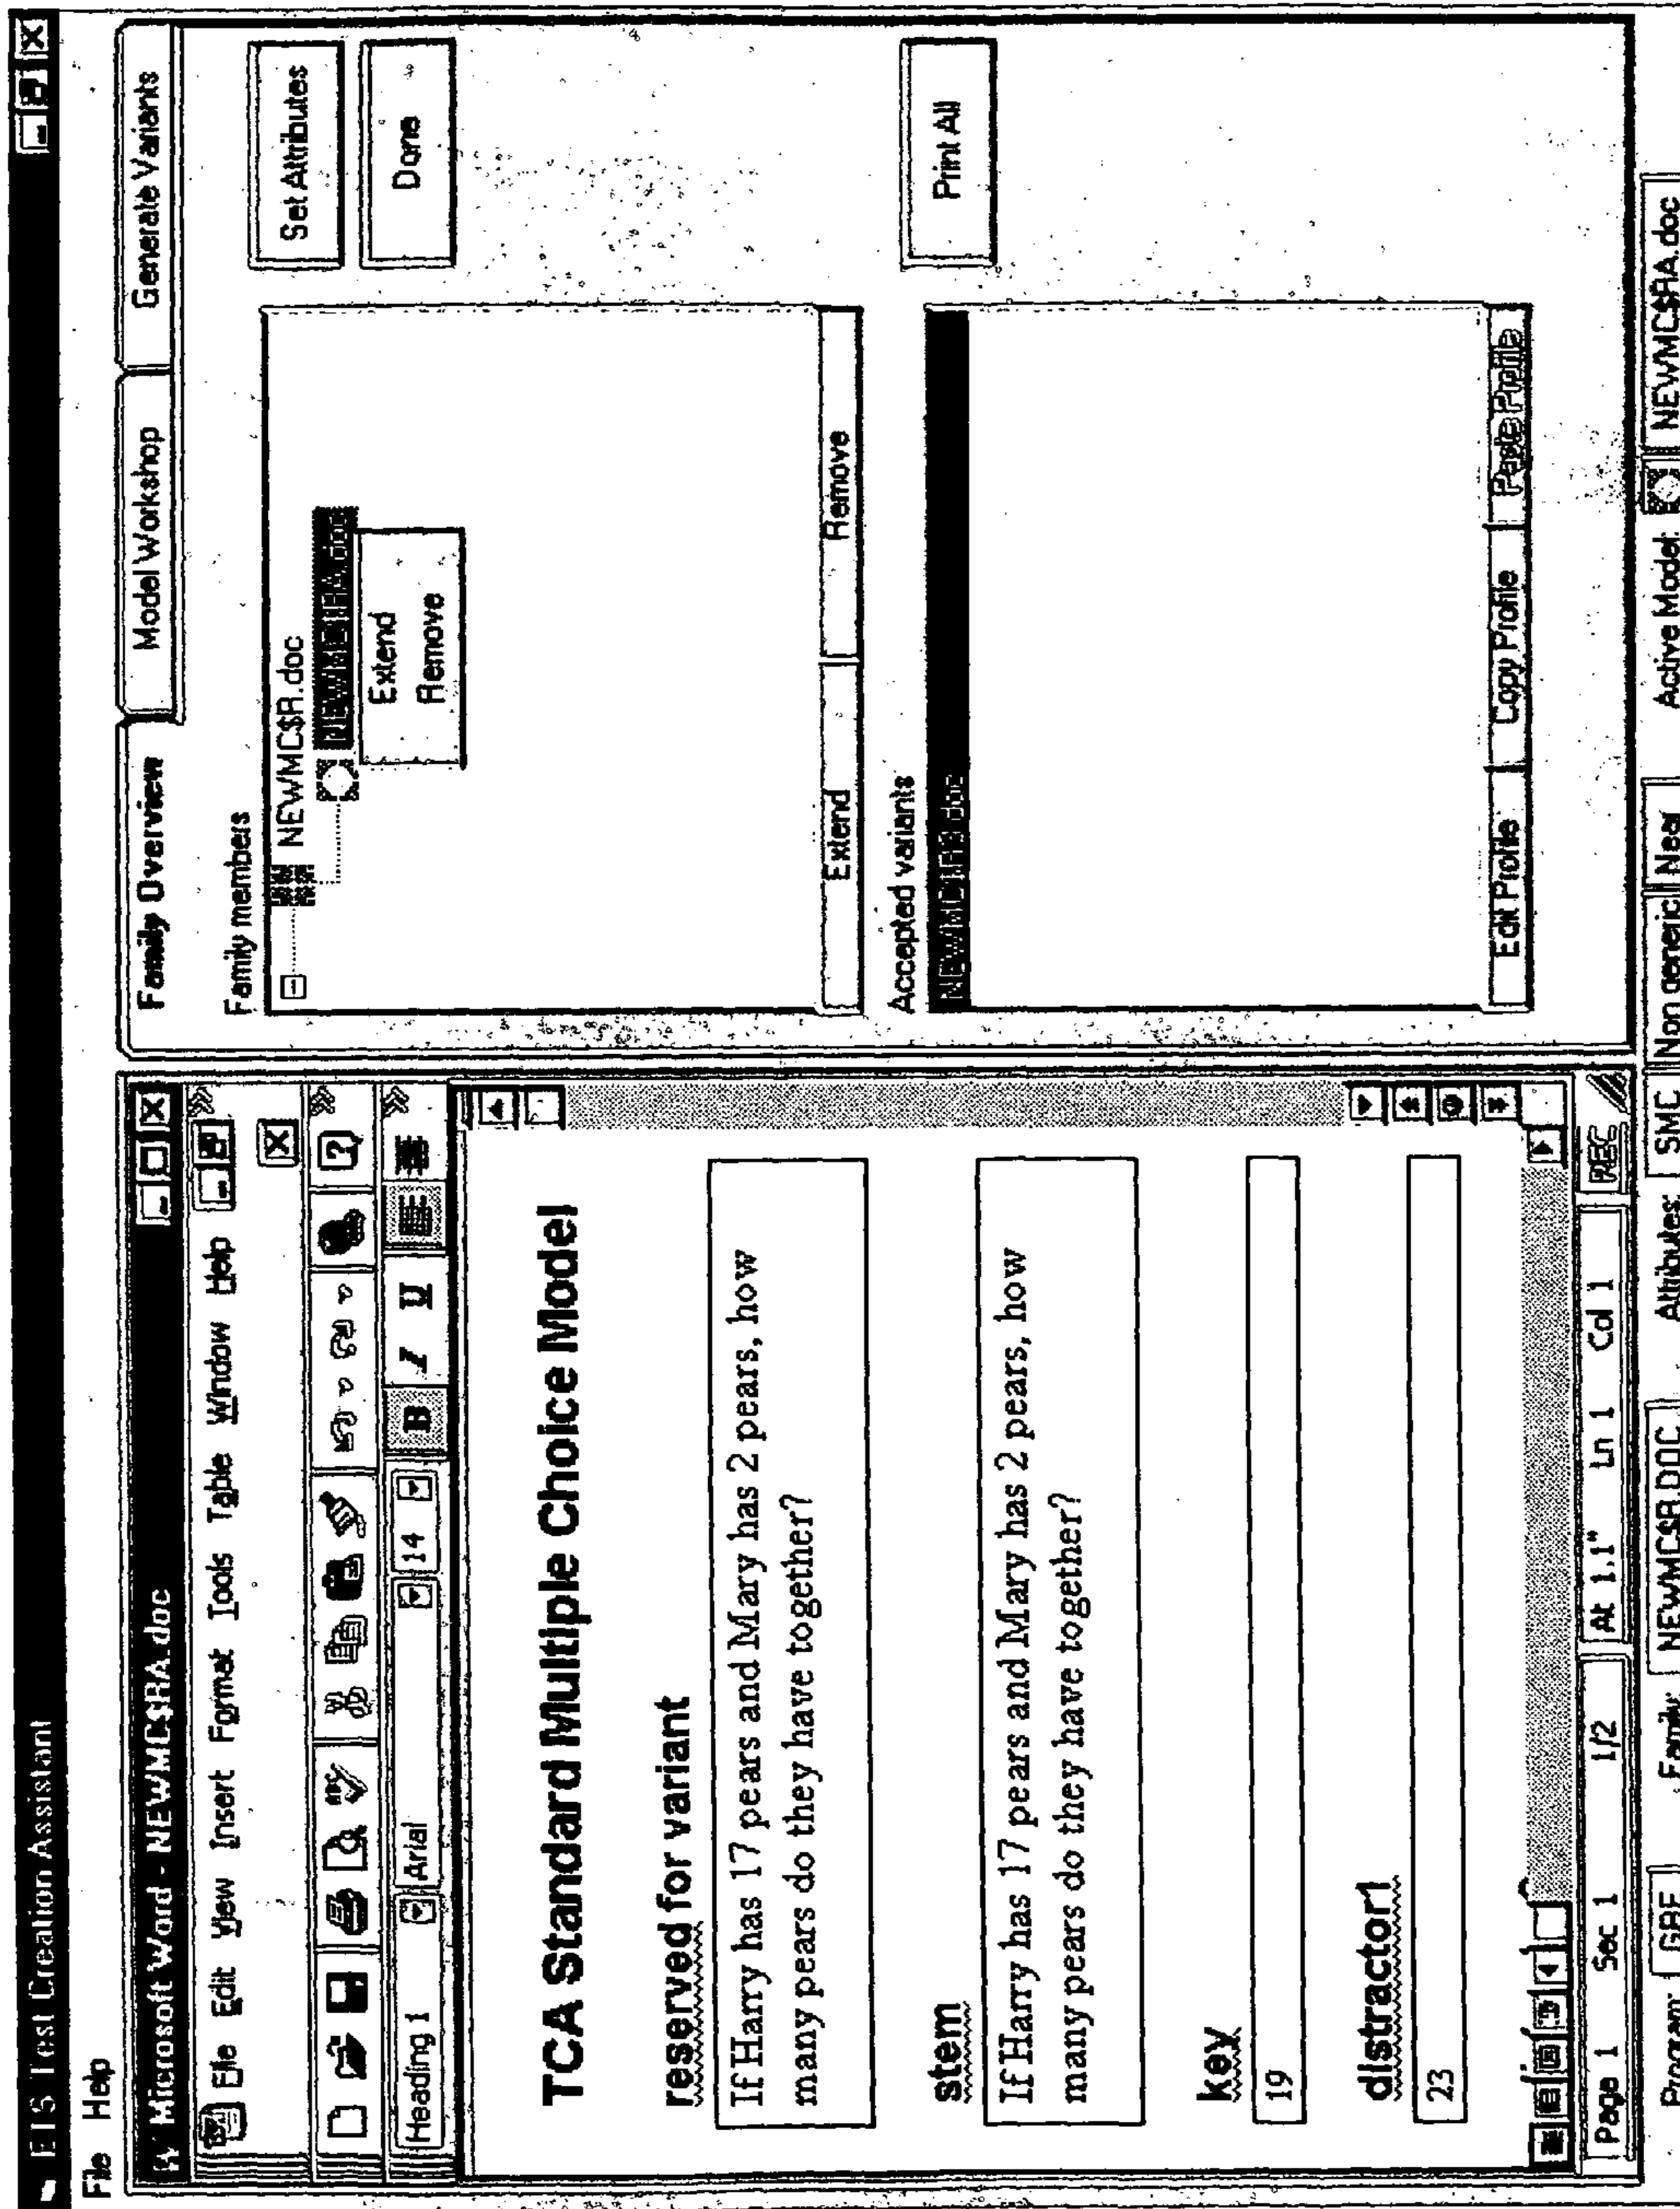 ETS Test Creation Assistant
File Help
Microsoft Word - NEWMC$RA.doc
File Edit View Insert Format Tools Table Window Help
Heading 1 Arial 14 B I U
TCA Standard Multiple Choice Model
reserved for variant
If Harry has 17 pears and Mary has 2 pears, how
many pears do they have together?
stem
If Harry has 17 pears and Mary has 2 pears, how
many pears do they have together?
key
19
distractor1
23
Page 1 Sec 1 1/2 At 1.1" Ln 1 Col 1 REC
Family Overview Model Workshop Generate Variants
Family members
NEWMC$R.doc
Extend
Remove
Extend Remove
Set Attributes
Done
Accepted variants
Edit Profile Copy Profile Paste Profile
Print All
Program: GRE Family: NEWMC$R.DOC Attributes: SMC Non generic Near Active Model: NEWMC$RA.doc